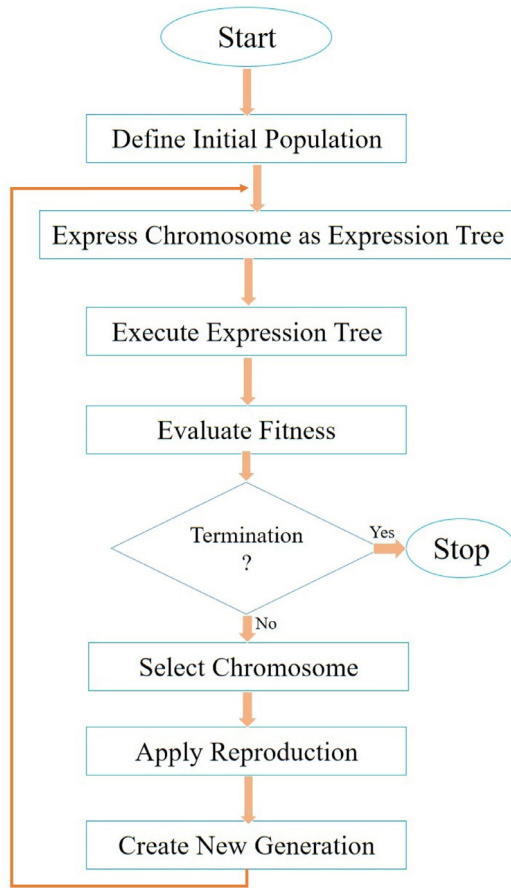 Start
Define Initial Population
Express Chromosome as Expression Tree
Execute Expression Tree
Evaluate Fitness
Termination
?
Yes
Stop
No
Select Chromosome
Apply Reproduction
Create New Generation